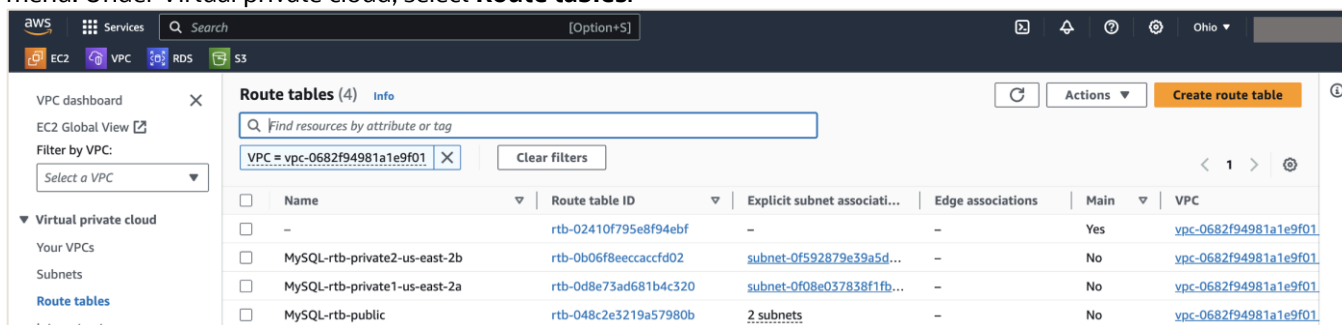 menu. Under Virtual private cloud, select Route tables.
aws Services Search [Option+S] Ohio
EC2 VPC RDS S3
VPC dashboard
EC2 Global View
Filter by VPC:
Select a VPC
Virtual private cloud
Your VPCs
Subnets
Route tables
Route tables (4) Info Actions Create route table
Find resources by attribute or tag
VPC = vpc-0682f94981a1e9f01 Clear filters
1
Name Route table ID Explicit subnet associati... Edge associations Main VPC
– rtb-02410f795e8f94ebf – – Yes vpc-0682f94981a1e9f01
MySQL-rtb-private2-us-east-2b rtb-0b06f8eeccaccfd02 subnet-0f592879e39a5d... – No vpc-0682f94981a1e9f01
MySQL-rtb-private1-us-east-2a rtb-0d8e73ad681b4c320 subnet-0f08e037838f1fb... – No vpc-0682f94981a1e9f01
MySQL-rtb-public rtb-048c2e3219a57980b 2 subnets – No vpc-0682f94981a1e9f01